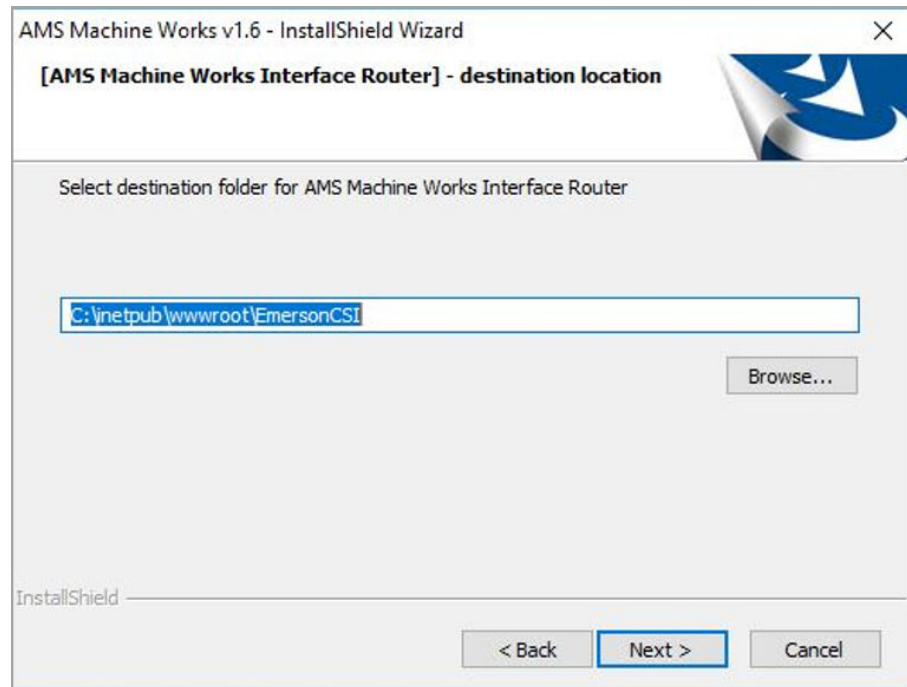 AMS Machine Works v1.6 - InstallShield Wizard
[AMS Machine Works Interface Router] - destination location
Select destination folder for AMS Machine Works Interface Router
C:\inetpub\wwwroot\EmersonCSI
Browse...
InstallShield
< Back
Next >
Cancel